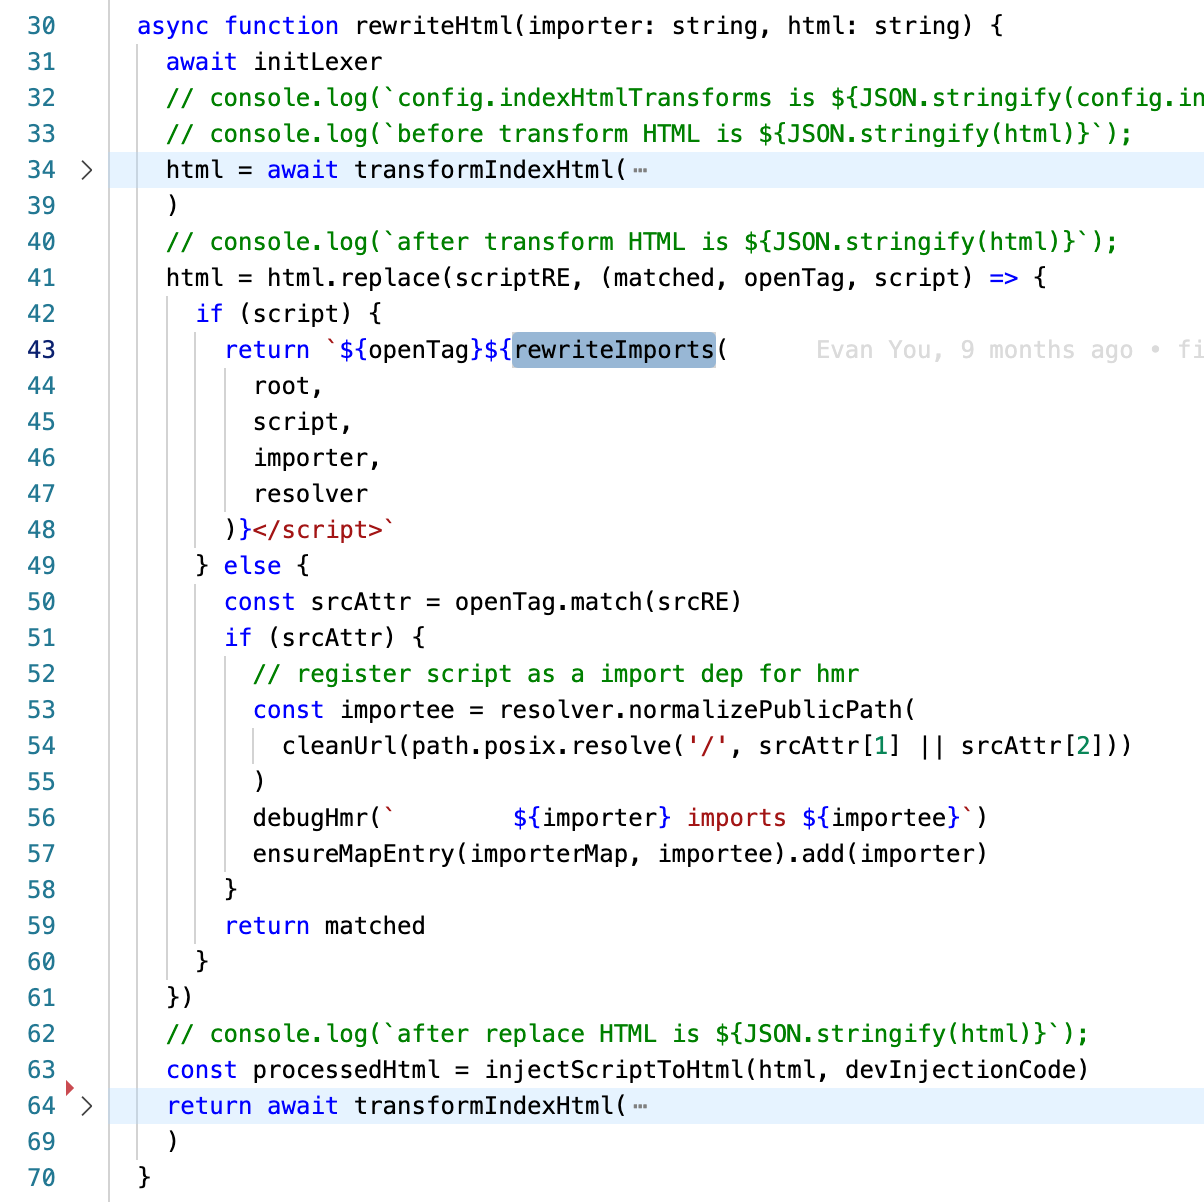 30 async function rewriteHtml(importer: string, html: string) {
31 await initLexer
32 // console.log(`config.indexHtmlTransforms is ${JSON.stringify(config.in
33 // console.log(`before transform HTML is ${JSON.stringify(html)}`);
34 html = await transformIndexHtml( ⋯
39 )
40 // console.log(`after transform HTML is ${JSON.stringify(html)}`);
41 html = html.replace(scriptRE, (matched, openTag, script) => {
42 if (script) {
43 return `${openTag}${rewriteImports( Evan You, 9 months ago • fi
44 root,
45 script,
46 importer,
47 resolver
48 )}</script>`
49 } else {
50 const srcAttr = openTag.match(srcRE)
51 if (srcAttr) {
52 // register script as a import dep for hmr
53 const importee = resolver.normalizePublicPath(
54 cleanUrl(path.posix.resolve('/', srcAttr[1] || srcAttr[2]))
55 )
56 debugHmr(`        ${importer} imports ${importee}`)
57 ensureMapEntry(importerMap, importee).add(importer)
58 }
59 return matched
60 }
61 })
62 // console.log(`after replace HTML is ${JSON.stringify(html)}`);
63 const processedHtml = injectScriptToHtml(html, devInjectionCode)
64 return await transformIndexHtml( ⋯
69 )
70 }